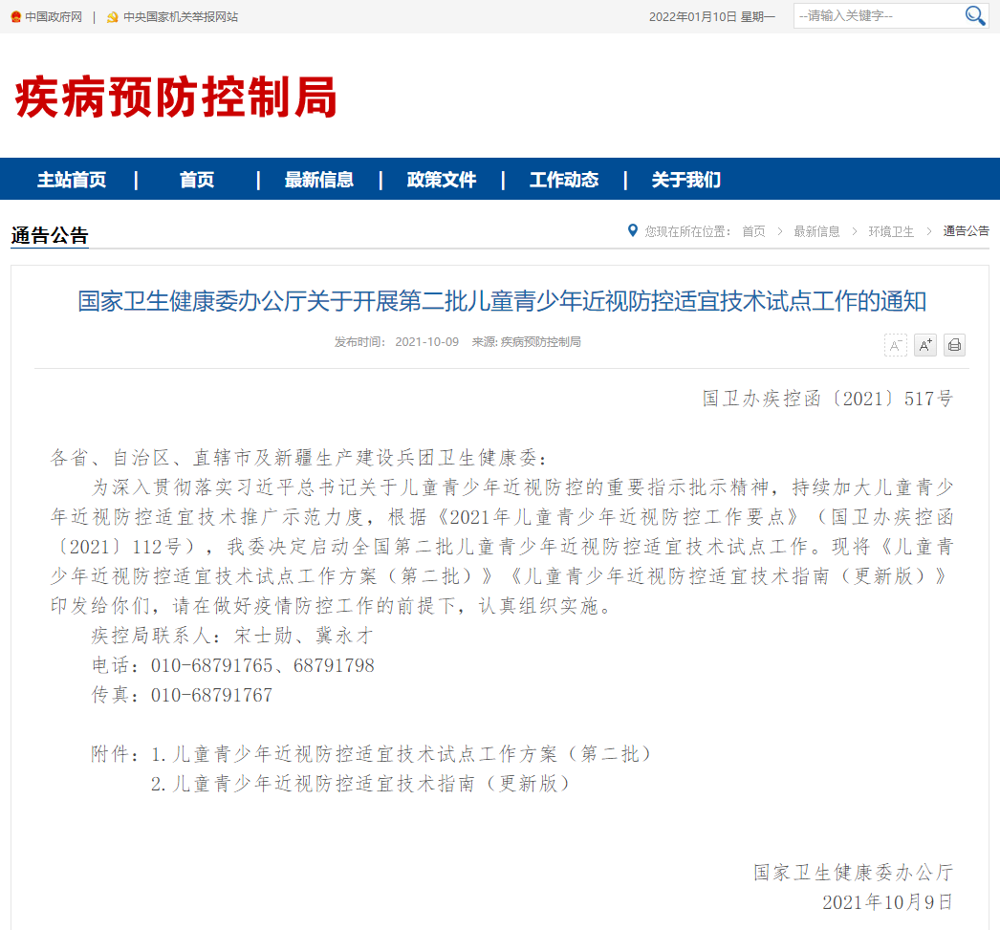 中国政府网 | 中央国家机关举报网站 2022年01月10日 星期一 --请输入关键字--
疾病预防控制局
主站首页 | 首页 | 最新信息 | 政策文件 | 工作动态 | 关于我们
通告公告 您现在所在位置： 首页 > 最新信息 > 环境卫生 > 通告公告
国家卫生健康委办公厅关于开展第二批儿童青少年近视防控适宜技术试点工作的通知
发布时间： 2021-10-09 来源: 疾病预防控制局 A- A+
国卫办疾控函〔2021〕517号
各省、自治区、直辖市及新疆生产建设兵团卫生健康委：
为深入贯彻落实习近平总书记关于儿童青少年近视防控的重要指示批示精神，持续加大儿童青少
年近视防控适宜技术推广示范力度，根据《2021年儿童青少年近视防控工作要点》（国卫办疾控函
〔2021〕112号），我委决定启动全国第二批儿童青少年近视防控适宜技术试点工作。现将《儿童青
少年近视防控适宜技术试点工作方案（第二批）》《儿童青少年近视防控适宜技术指南（更新版）》
印发给你们，请在做好疫情防控工作的前提下，认真组织实施。
疾控局联系人：宋士勋、冀永才
电话：010-68791765、68791798
传真：010-68791767
附件：1.儿童青少年近视防控适宜技术试点工作方案（第二批）
2.儿童青少年近视防控适宜技术指南（更新版）
国家卫生健康委办公厅
2021年10月9日